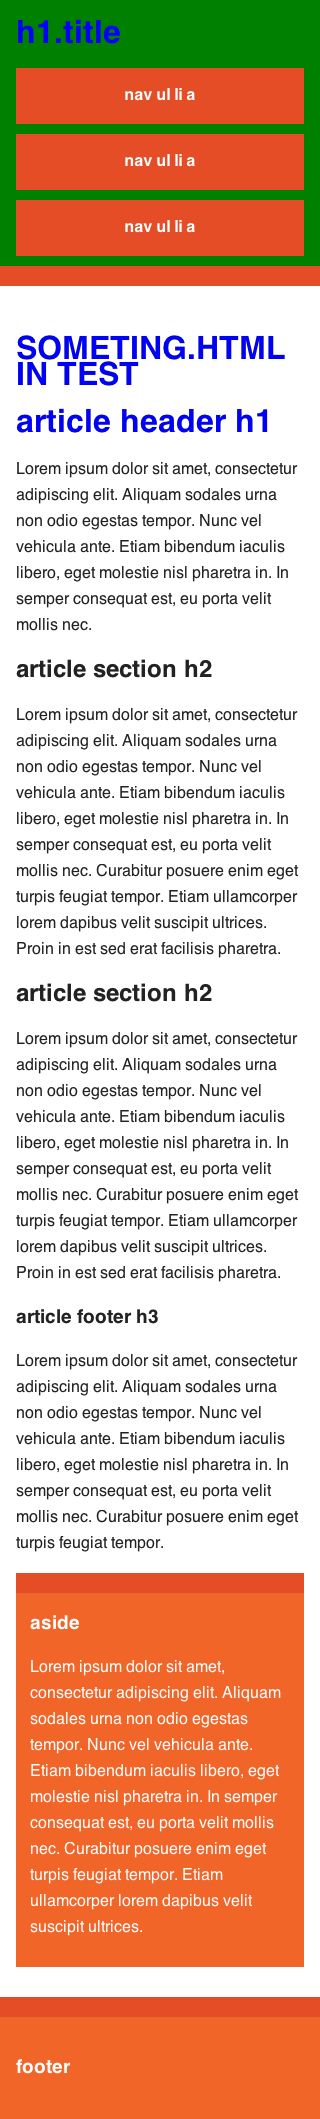 h1.title
nav ul li a
nav ul li a
nav ul li a
SOMETING.HTML
IN TEST
article header h1
Lorem ipsum dolor sit amet, consectetur
adipiscing elit. Aliquam sodales urna
non odio egestas tempor. Nunc vel
vehicula ante. Etiam bibendum iaculis
libero, eget molestie nisl pharetra in. In
semper consequat est, eu porta velit
mollis nec.
article section h2
Lorem ipsum dolor sit amet, consectetur
adipiscing elit. Aliquam sodales urna
non odio egestas tempor. Nunc vel
vehicula ante. Etiam bibendum iaculis
libero, eget molestie nisl pharetra in. In
semper consequat est, eu porta velit
mollis nec. Curabitur posuere enim eget
turpis feugiat tempor. Etiam ullamcorper
lorem dapibus velit suscipit ultrices.
Proin in est sed erat facilisis pharetra.
article section h2
Lorem ipsum dolor sit amet, consectetur
adipiscing elit. Aliquam sodales urna
non odio egestas tempor. Nunc vel
vehicula ante. Etiam bibendum iaculis
libero, eget molestie nisl pharetra in. In
semper consequat est, eu porta velit
mollis nec. Curabitur posuere enim eget
turpis feugiat tempor. Etiam ullamcorper
lorem dapibus velit suscipit ultrices.
Proin in est sed erat facilisis pharetra.
article footer h3
Lorem ipsum dolor sit amet, consectetur
adipiscing elit. Aliquam sodales urna
non odio egestas tempor. Nunc vel
vehicula ante. Etiam bibendum iaculis
libero, eget molestie nisl pharetra in. In
semper consequat est, eu porta velit
mollis nec. Curabitur posuere enim eget
turpis feugiat tempor.
aside
Lorem ipsum dolor sit amet,
consectetur adipiscing elit. Aliquam
sodales urna non odio egestas
tempor. Nunc vel vehicula ante.
Etiam bibendum iaculis libero, eget
molestie nisl pharetra in. In semper
consequat est, eu porta velit mollis
nec. Curabitur posuere enim eget
turpis feugiat tempor. Etiam
ullamcorper lorem dapibus velit
suscipit ultrices.
footer